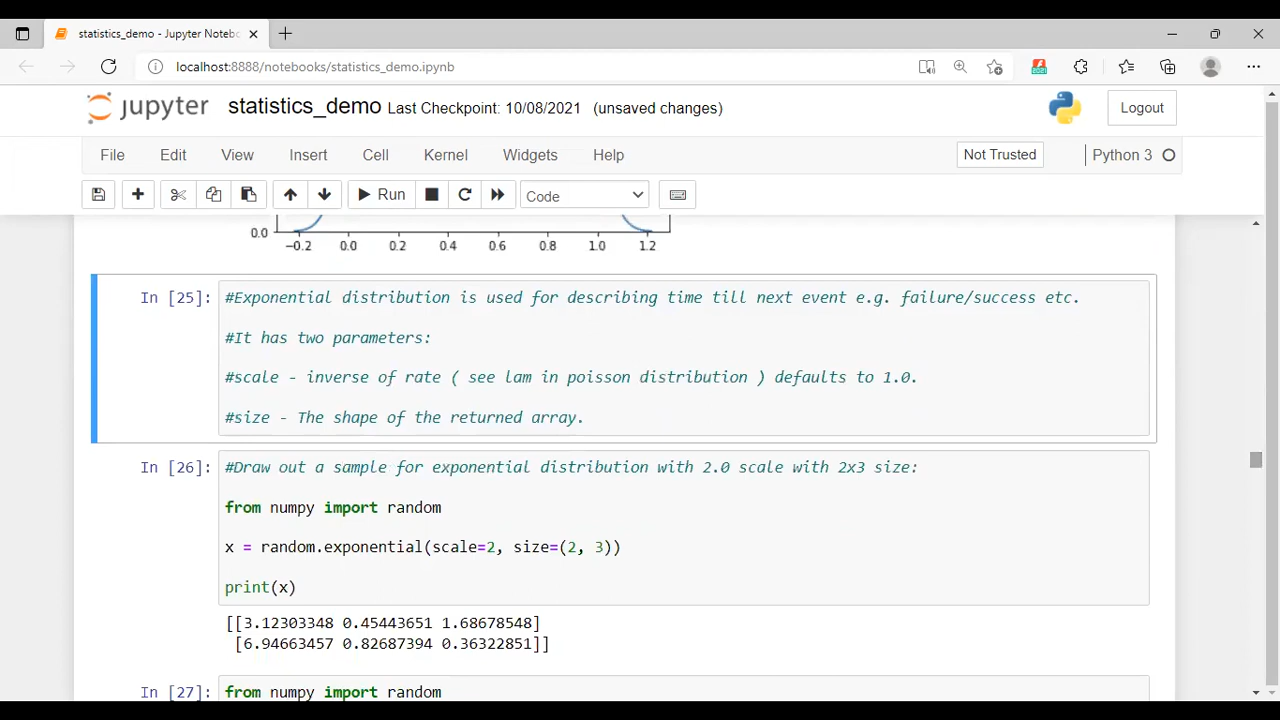 statistics_demo - Jupyter Notebo
localhost:8888/notebooks/statistics_demo.ipynb
jupyter statistics_demo Last Checkpoint: 10/08/2021 (unsaved changes)
Logout
File Edit View Insert Cell Kernel Widgets Help
Not Trusted
Python 3
Run
Code
0.0
−0.2 0.0 0.2 0.4 0.6 0.8 1.0 1.2
In [25]: #Exponential distribution is used for describing time till next event e.g. failure/success etc.
#It has two parameters:
#scale - inverse of rate ( see lam in poisson distribution ) defaults to 1.0.
#size - The shape of the returned array.
In [26]: #Draw out a sample for exponential distribution with 2.0 scale with 2x3 size:
from numpy import random
x = random.exponential(scale=2, size=(2, 3))
print(x)
[[3.12303348 0.45443651 1.68678548]
[6.94663457 0.82687394 0.36322851]]
In [27]: from numpy import random